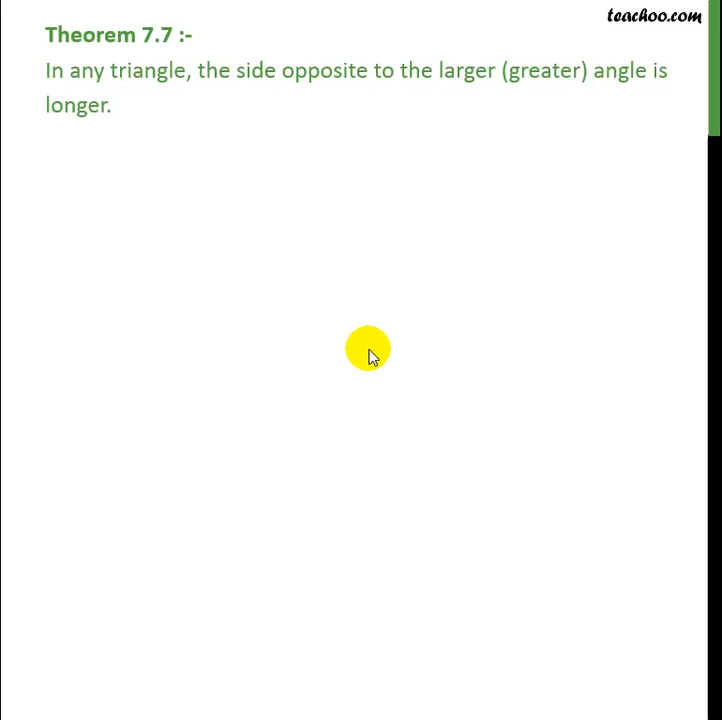 teachoo.com
Theorem 7.7 :-
In any triangle, the side opposite to the larger (greater) angle is
longer.